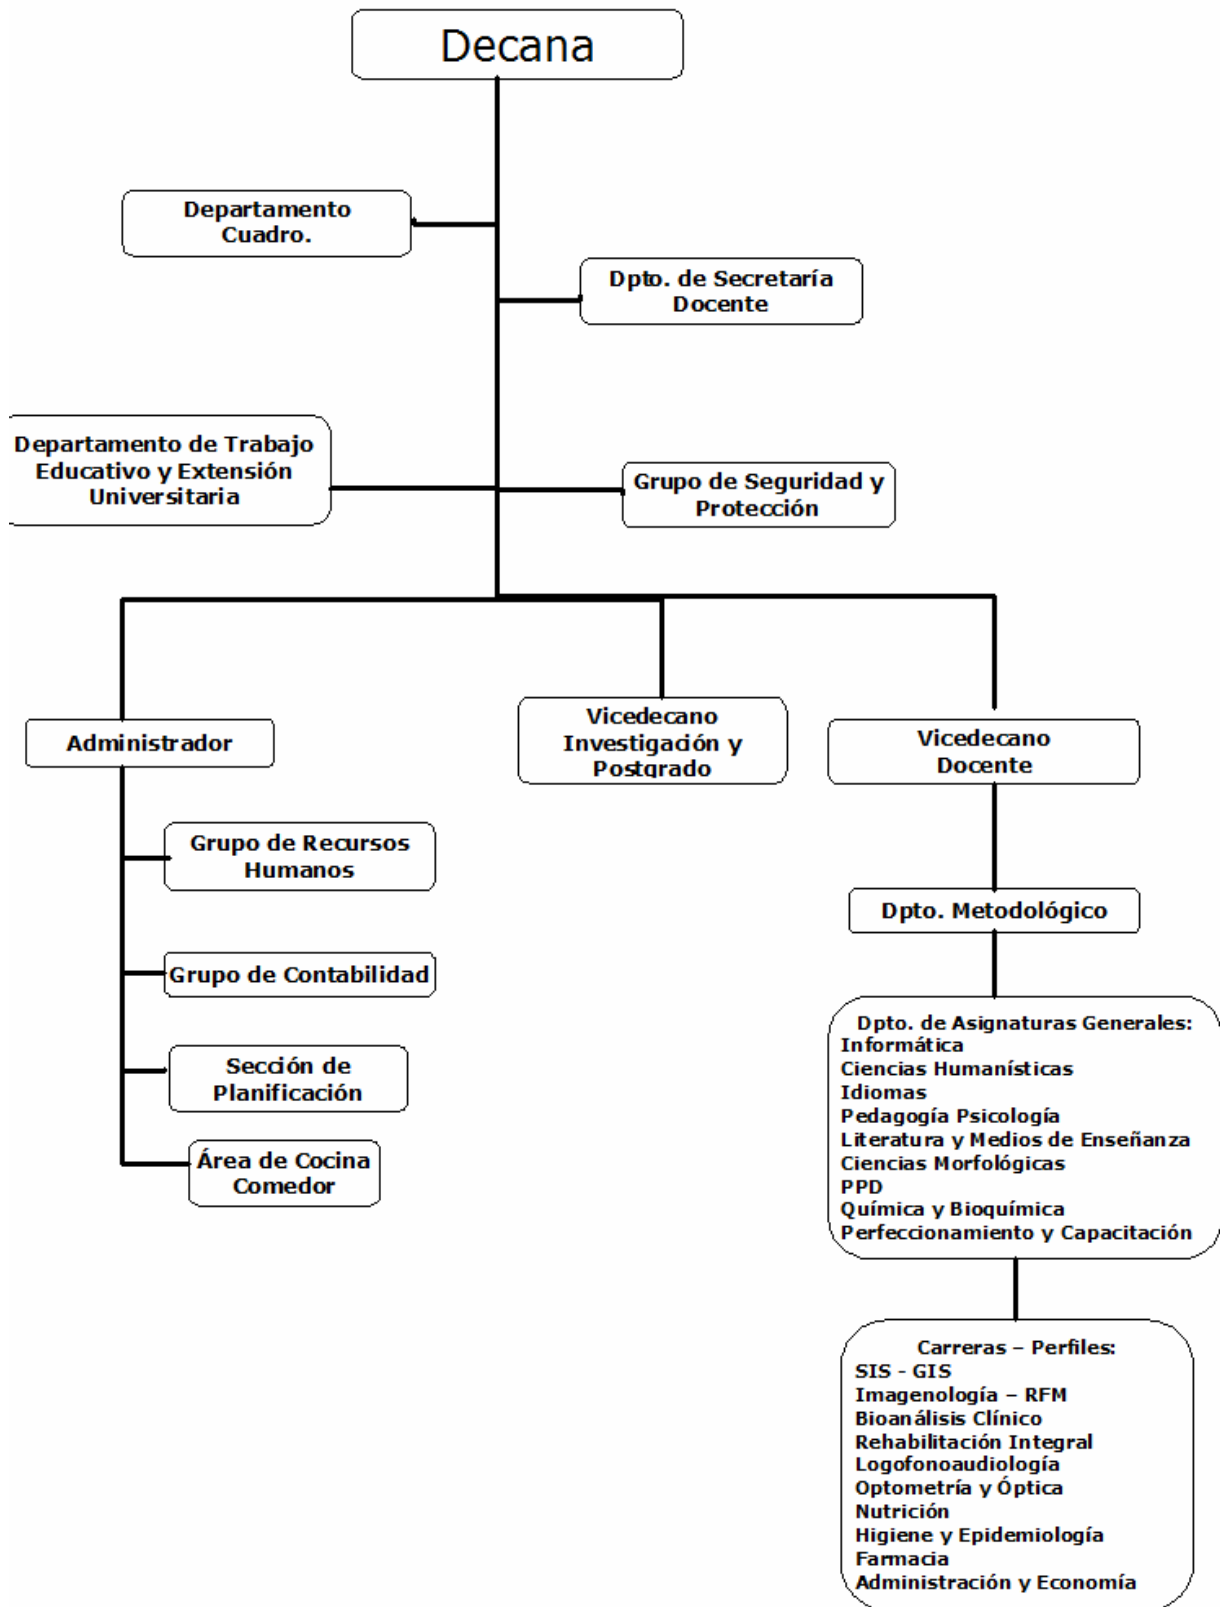 Decana
Departamento
Cuadro.
Dpto. de Secretaría
Docente
Departamento de Trabajo
Educativo y Extensión
Universitaria
Grupo de Seguridad y
Protección
Administrador
Vicedecano
Investigación y
Postgrado
Vicedecano
Docente
Grupo de Recursos
Humanos
Dpto. Metodológico
Grupo de Contabilidad
Sección de
Planificación
Área de Cocina
Comedor
Dpto. de Asignaturas Generales:
Informática
Ciencias Humanísticas
Idiomas
Pedagogía Psicología
Literatura y Medios de Enseñanza
Ciencias Morfológicas
PPD
Química y Bioquímica
Perfeccionamiento y Capacitación
Carreras – Perfiles:
SIS - GIS
Imagenología – RFM
Bioanálisis Clínico
Rehabilitación Integral
Logofonoaudiología
Optometría y Óptica
Nutrición
Higiene y Epidemiología
Farmacia
Administración y Economía